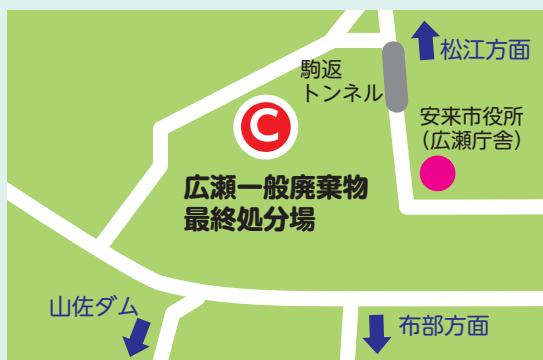 松江方面
駒返
トンネル
安来市役所
（広瀬庁舎）
C
広瀬一般廃棄物
最終処分場
山佐ダム
布部方面